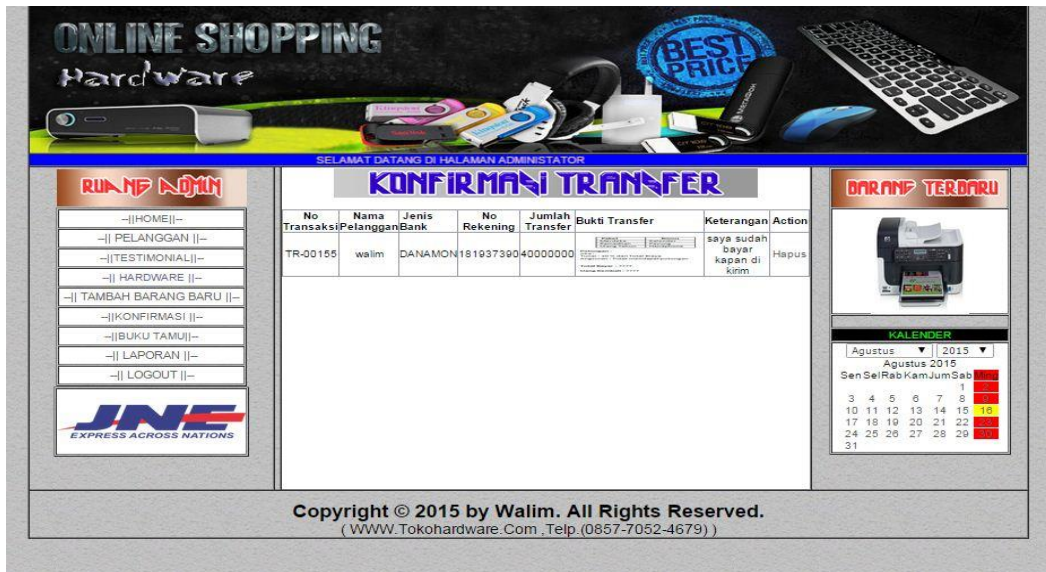 ONLINE SHOPPING
Hardware
BEST
PRICE
SELAMAT DATANG DI HALAMAN ADMINISTATOR
RUANG ADMIN
--||HOME||--
--|| PELANGGAN ||--
--||TESTIMONIAL||--
--|| HARDWARE ||--
--|| TAMBAH BARANG BARU ||--
--||KONFIRMASI ||--
--||BUKU TAMU||--
--|| LAPORAN ||--
--|| LOGOUT ||--
JNE
EXPRESS ACROSS NATIONS
KONFIRMASI TRANSFER
No Transaksi Nama Pelanggan Jenis Bank No Rekening Jumlah Transfer Bukti Transfer Keterangan Action
TR-00155 walim DANAMON 181937390 40000000 saya sudah bayar kapan di kirim Hapus
BARANG TERBARU
KALENDER
Agustus ▼ 2015 ▼
Agustus 2015
Sen Sel Rab Kam Jum Sab Ming
1 2
3 4 5 6 7 8 9
10 11 12 13 14 15 16
17 18 19 20 21 22 23
24 25 26 27 28 29 30
31
Copyright © 2015 by Walim. All Rights Reserved.
( WWW.Tokohardware.Com ,Telp.(0857-7052-4679) )